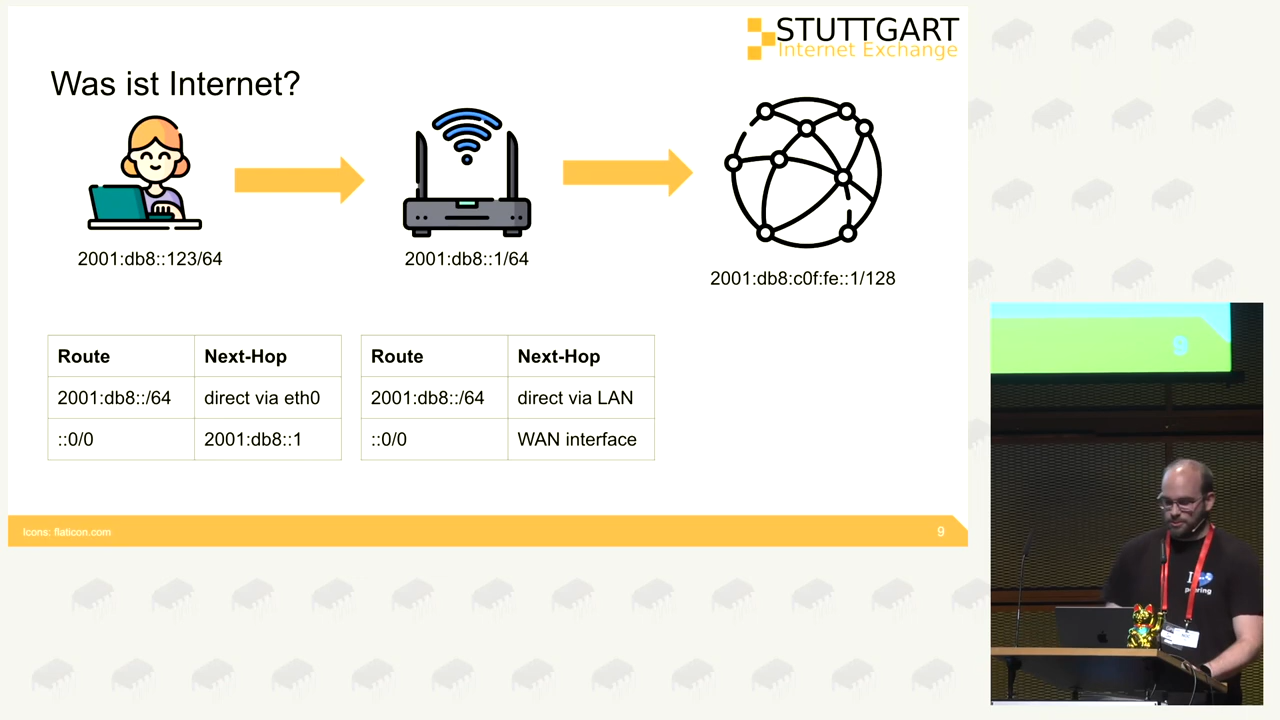 STUTTGART
Internet Exchange
Was ist Internet?
2001:db8::123/64
2001:db8::1/64
2001:db8:c0f:fe::1/128
Route Next-Hop
2001:db8::/64 direct via eth0
::0/0 2001:db8::1
Route Next-Hop
2001:db8::/64 direct via LAN
::0/0 WAN interface
Icons: flaticon.com
9
9
I
peering